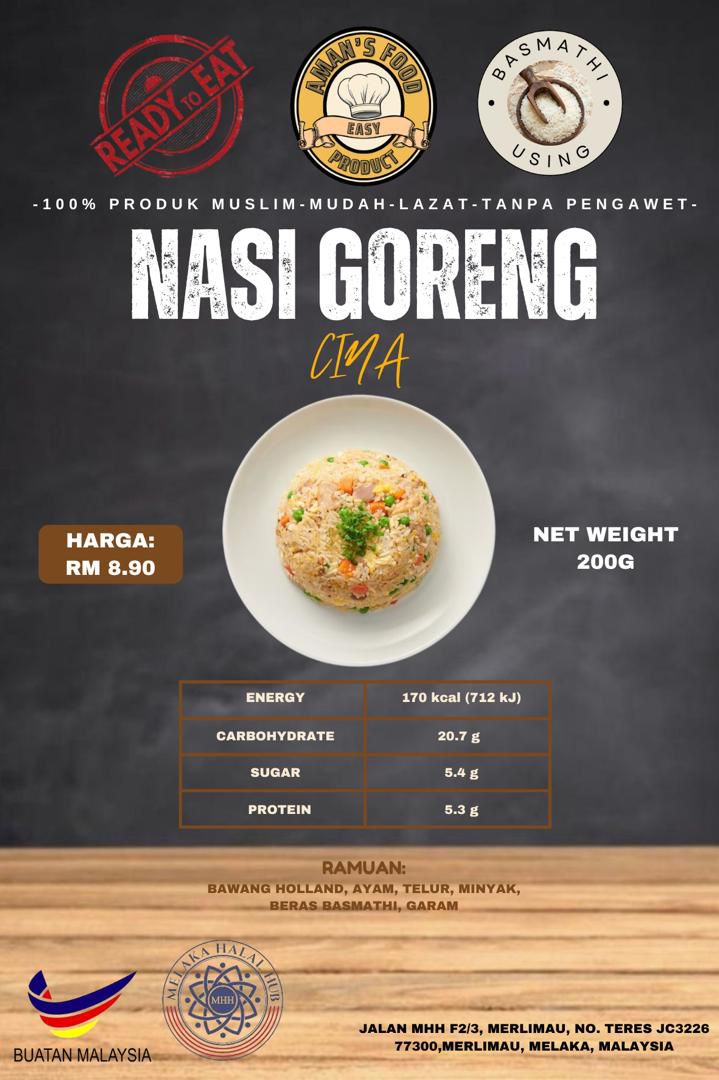 READY TO EAT
AMAN'S FOOD
EASY
PRODUCT
BASMATHI
USING
-100% PRODUK MUSLIM-MUDAH-LAZAT-TANPA PENGAWET-
NASI GORENG
CINA
HARGA:
RM 8.90
NET WEIGHT
200G
ENERGY 170 kcal (712 kJ)
CARBOHYDRATE 20.7 g
SUGAR 5.4 g
PROTEIN 5.3 g
RAMUAN:
BAWANG HOLLAND, AYAM, TELUR, MINYAK,
BERAS BASMATHI, GARAM
MELAKA HALAL HUB
MHH
BUATAN MALAYSIA
JALAN MHH F2/3, MERLIMAU, NO. TERES JC3226
77300,MERLIMAU, MELAKA, MALAYSIA